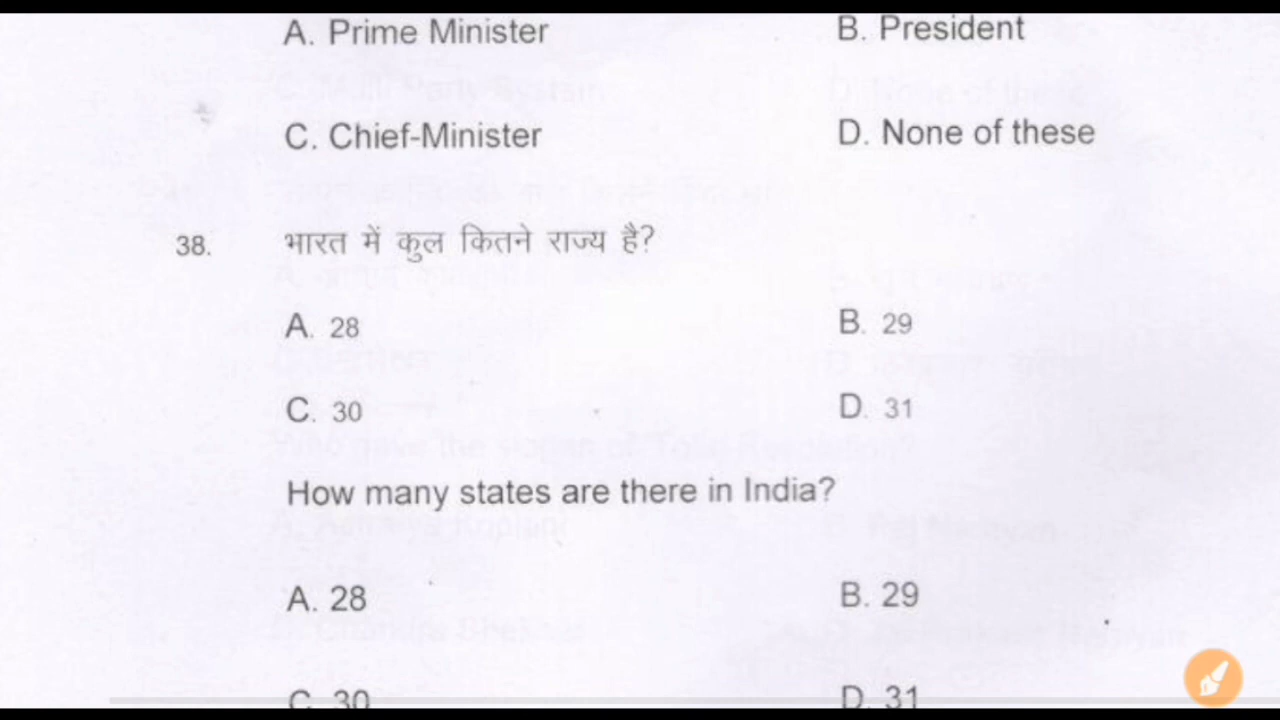 A. Prime Minister B. President
C. Chief-Minister D. None of these
38. भारत में कुल कितने राज्य है?
A. 28 B. 29
C. 30 D. 31
How many states are there in India?
A. 28 B. 29
C. 30 D. 31